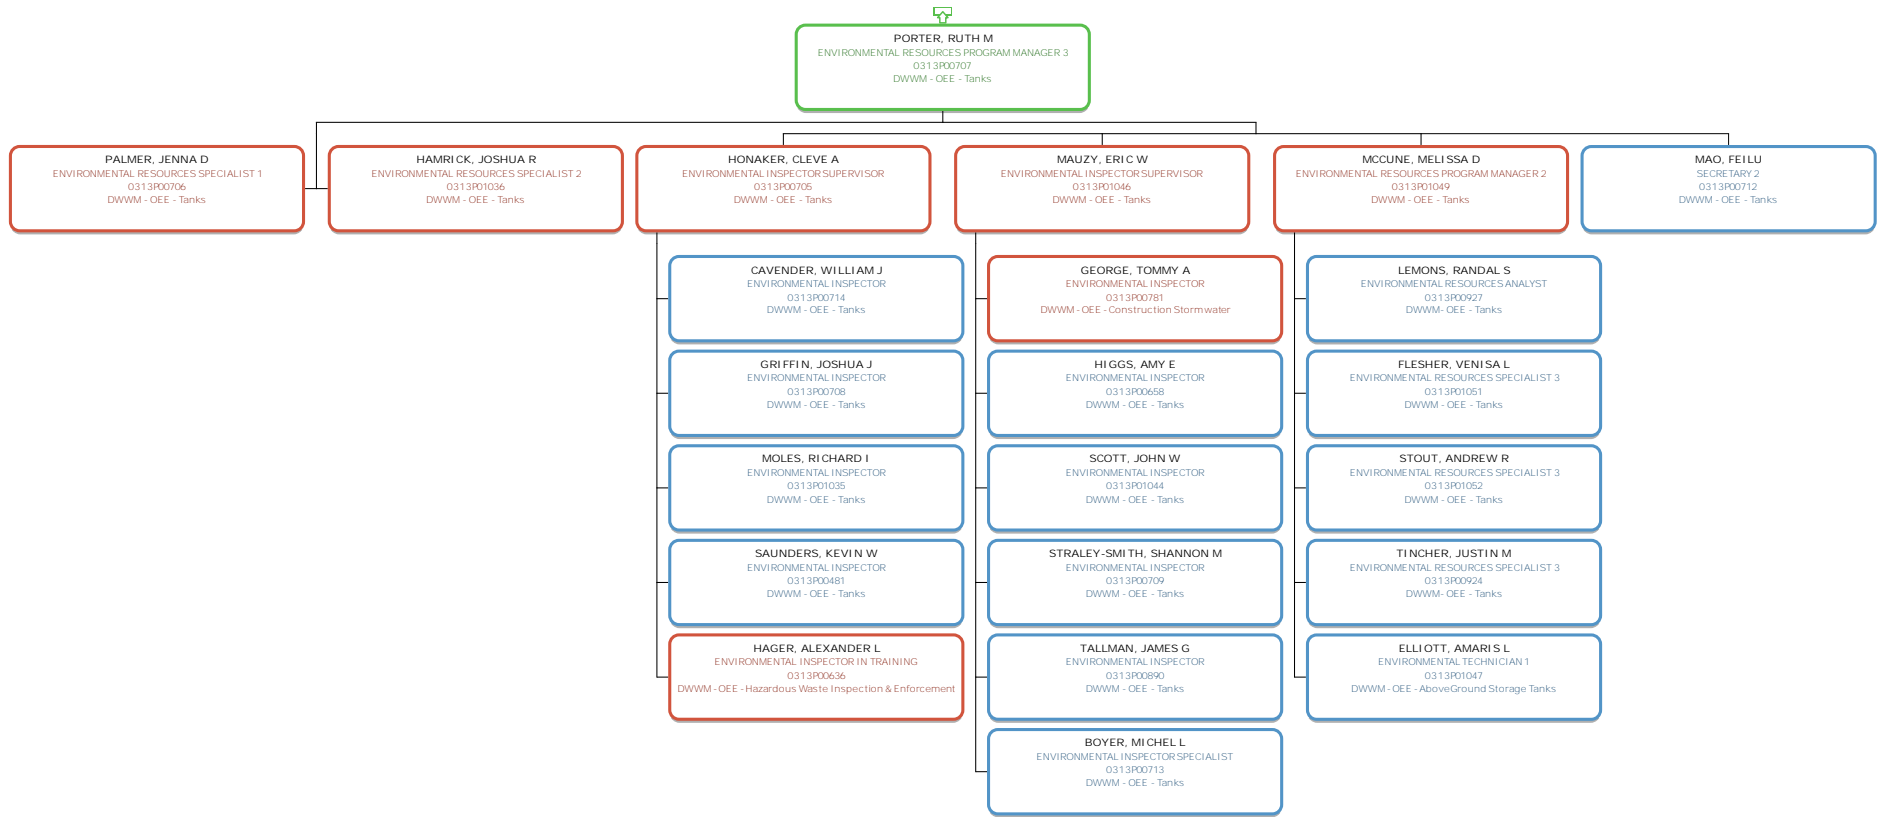 PORTER, RUTH M
ENVIRONMENTAL RESOURCES PROGRAM MANAGER 3
0313P00707
DWWM - OEE - Tanks
PALMER, JENNA D
ENVIRONMENTAL RESOURCES SPECIALIST 1
0313P00706
DWWM - OEE - Tanks
HAMRICK, JOSHUA R
ENVIRONMENTAL RESOURCES SPECIALIST 2
0313P01036
DWWM - OEE - Tanks
HONAKER, CLEVE A
ENVIRONMENTAL INSPECTOR SUPERVISOR
0313P00705
DWWM - OEE - Tanks
MAUZY, ERIC W
ENVIRONMENTAL INSPECTOR SUPERVISOR
0313P01046
DWWM - OEE - Tanks
MCCUNE, MELISSA D
ENVIRONMENTAL RESOURCES PROGRAM MANAGER 2
0313P01049
DWWM - OEE - Tanks
MAO, FEILU
SECRETARY 2
0313P00712
DWWM - OEE - Tanks
CAVENDER, WILLIAM J
ENVIRONMENTAL INSPECTOR
0313P00714
DWWM - OEE - Tanks
GRIFFIN, JOSHUA J
ENVIRONMENTAL INSPECTOR
0313P00708
DWWM - OEE - Tanks
MOLES, RICHARD I
ENVIRONMENTAL INSPECTOR
0313P01035
DWWM - OEE - Tanks
SAUNDERS, KEVIN W
ENVIRONMENTAL INSPECTOR
0313P00481
DWWM - OEE - Tanks
HAGER, ALEXANDER L
ENVIRONMENTAL INSPECTOR IN TRAINING
0313P00636
DWWM - OEE - Hazardous Waste Inspection & Enforcement
GEORGE, TOMMY A
ENVIRONMENTAL INSPECTOR
0313P00781
DWWM - OEE - Construction Stormwater
HIGGS, AMY E
ENVIRONMENTAL INSPECTOR
0313P00658
DWWM - OEE - Tanks
SCOTT, JOHN W
ENVIRONMENTAL INSPECTOR
0313P01044
DWWM - OEE - Tanks
STRALEY-SMITH, SHANNON M
ENVIRONMENTAL INSPECTOR
0313P00709
DWWM - OEE - Tanks
TALLMAN, JAMES G
ENVIRONMENTAL INSPECTOR
0313P00890
DWWM - OEE - Tanks
BOYER, MICHEL L
ENVIRONMENTAL INSPECTOR SPECIALIST
0313P00713
DWWM - OEE - Tanks
LEMONS, RANDAL S
ENVIRONMENTAL RESOURCES ANALYST
0313P00927
DWWM- OEE - Tanks
FLESHER, VENISA L
ENVIRONMENTAL RESOURCES SPECIALIST 3
0313P01051
DWWM - OEE - Tanks
STOUT, ANDREW R
ENVIRONMENTAL RESOURCES SPECIALIST 3
0313P01052
DWWM - OEE - Tanks
TINCHER, JUSTIN M
ENVIRONMENTAL RESOURCES SPECIALIST 3
0313P00924
DWWM- OEE - Tanks
ELLIOTT, AMARIS L
ENVIRONMENTAL TECHNICIAN 1
0313P01047
DWWM - OEE - AboveGround Storage Tanks